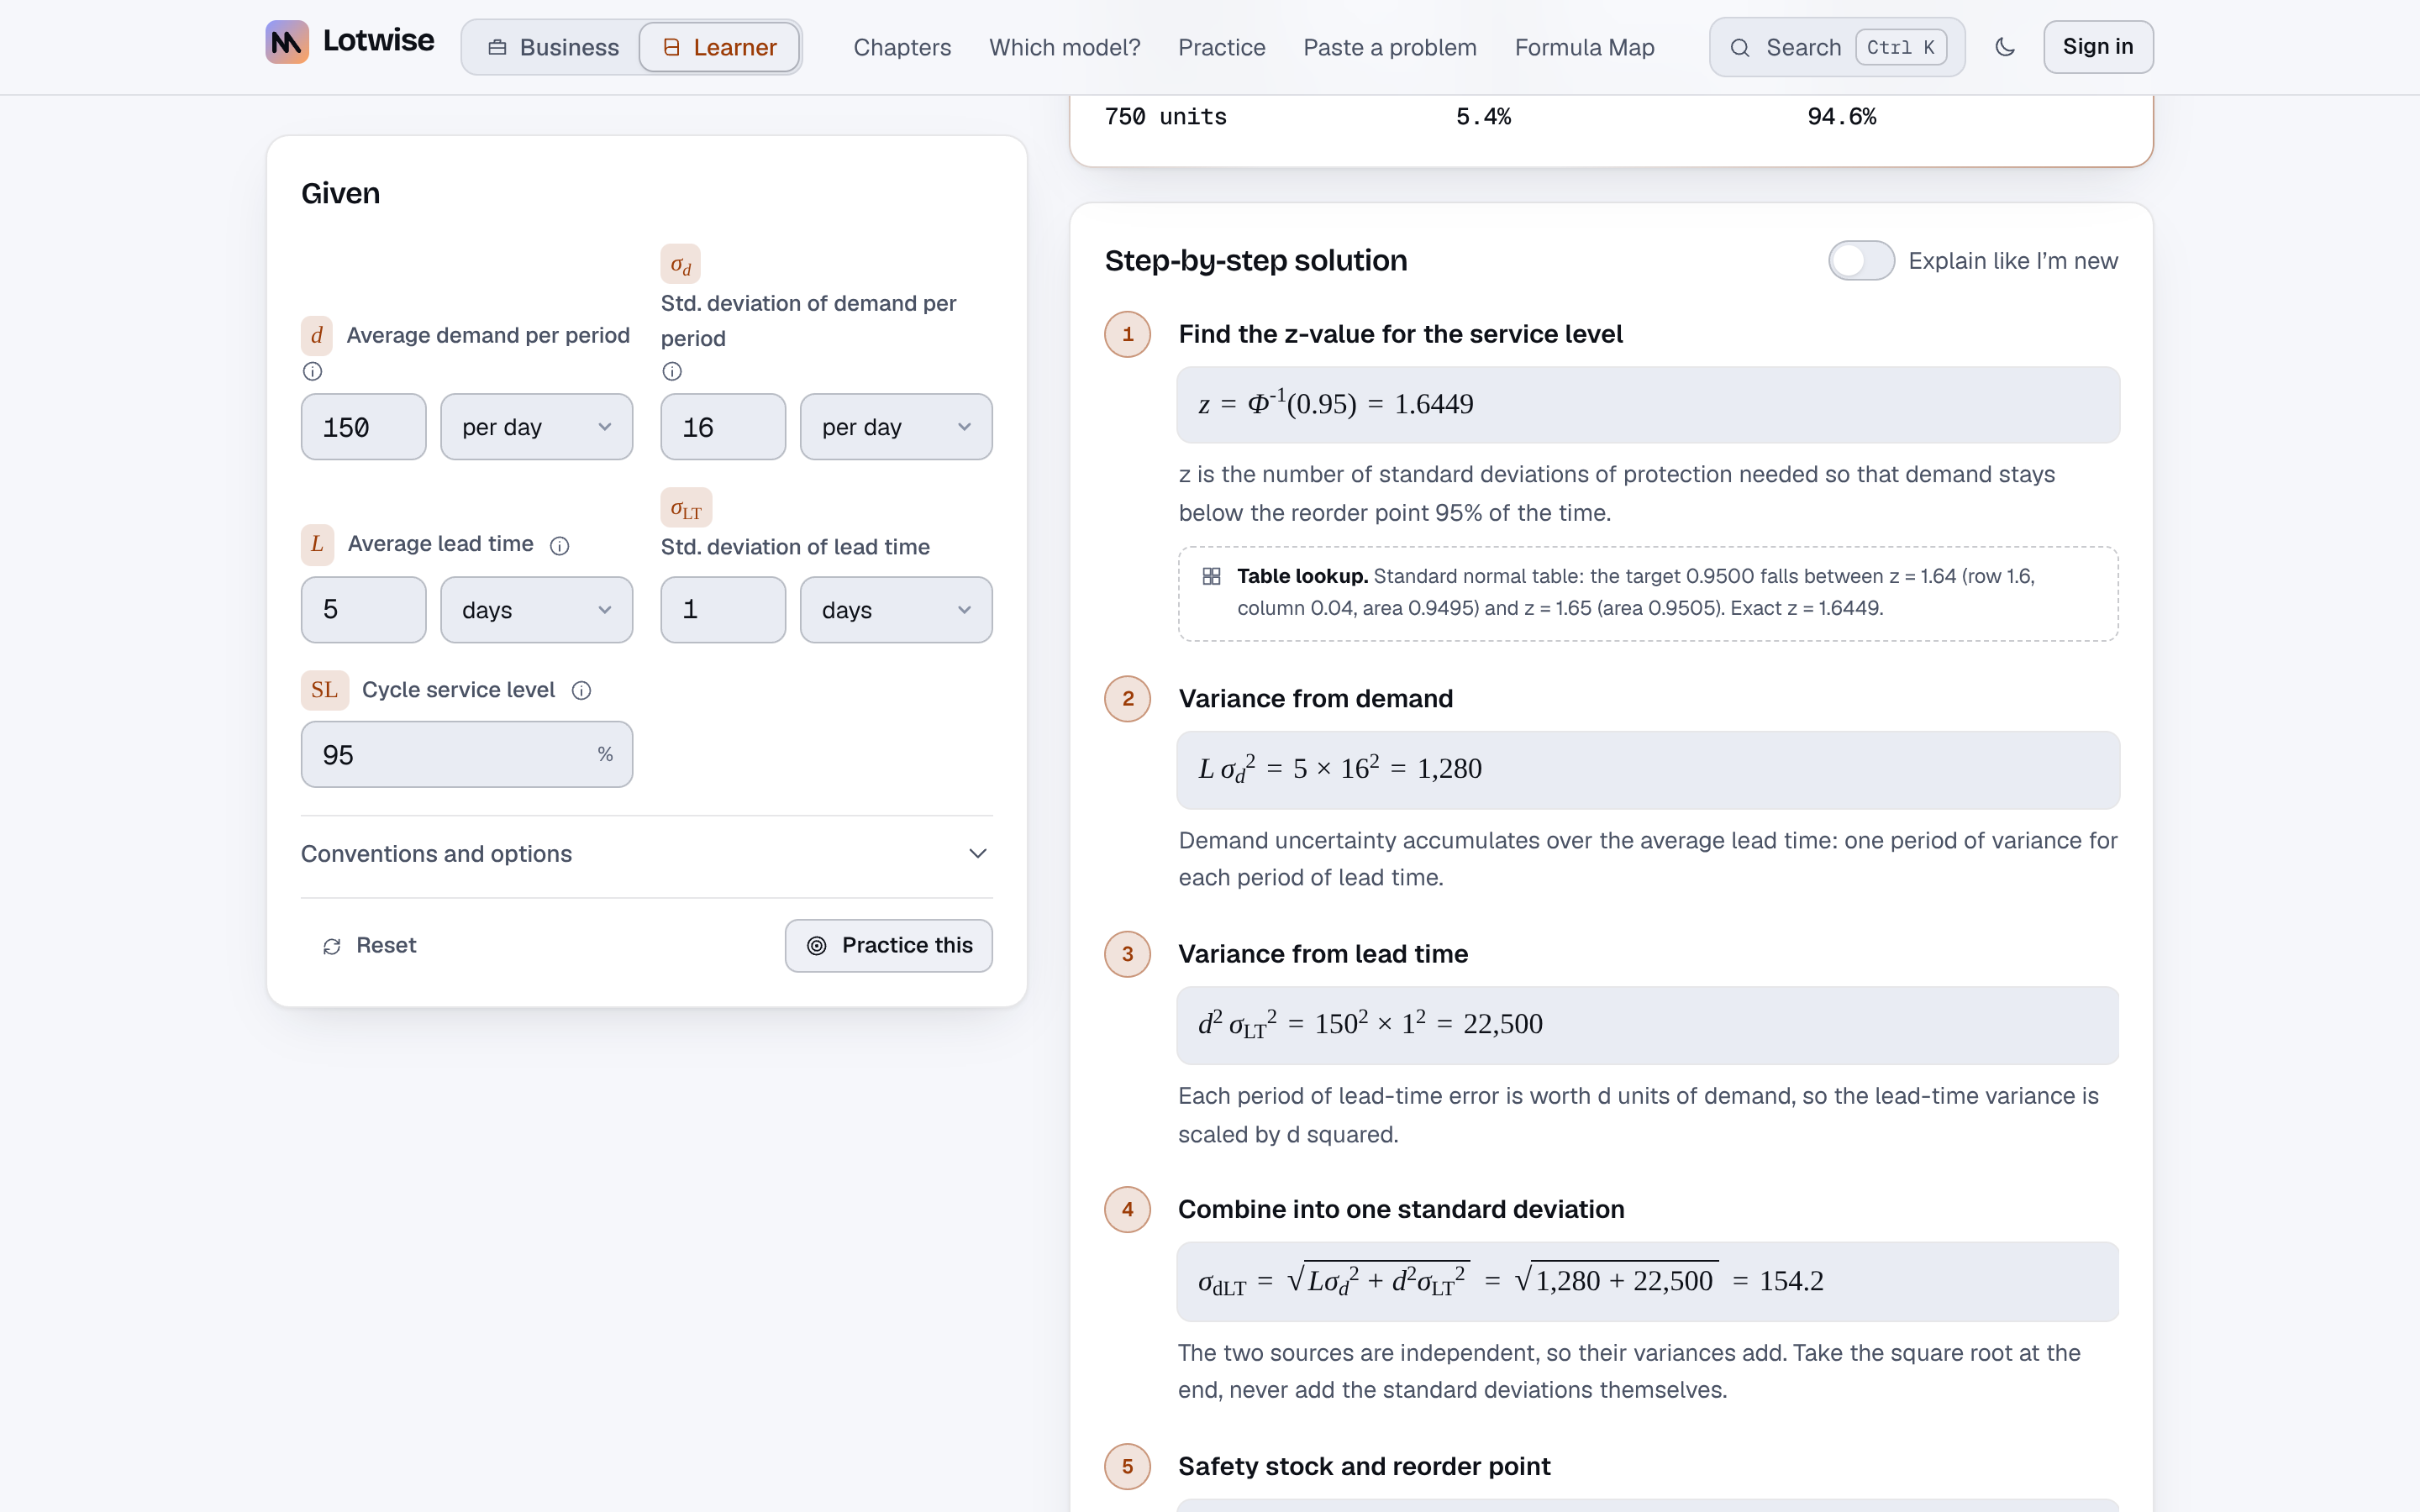 Lotwise
Business
Learner
Chapters
Which model?
Practice
Paste a problem
Formula Map
Search
Ctrl K
Sign in
750 units
5.4%
94.6%
Given
d Average demand per period
150
per day
σd
Std. deviation of demand per
period
16
per day
L Average lead time
5
days
σLT
Std. deviation of lead time
1
days
SL Cycle service level
95
%
Conventions and options
Reset
Practice this
Step-by-step solution
Explain like I’m new
1
Find the z-value for the service level
z = Φ⁻¹(0.95) = 1.6449
z is the number of standard deviations of protection needed so that demand stays
below the reorder point 95% of the time.
Table lookup. Standard normal table: the target 0.9500 falls between z = 1.64 (row 1.6,
column 0.04, area 0.9495) and z = 1.65 (area 0.9505). Exact z = 1.6449.
2
Variance from demand
L σd² = 5 × 16² = 1,280
Demand uncertainty accumulates over the average lead time: one period of variance for
each period of lead time.
3
Variance from lead time
d² σLT² = 150² × 1² = 22,500
Each period of lead-time error is worth d units of demand, so the lead-time variance is
scaled by d squared.
4
Combine into one standard deviation
σdLT = √Lσd² + d²σLT² = √1,280 + 22,500 = 154.2
The two sources are independent, so their variances add. Take the square root at the
end, never add the standard deviations themselves.
5
Safety stock and reorder point